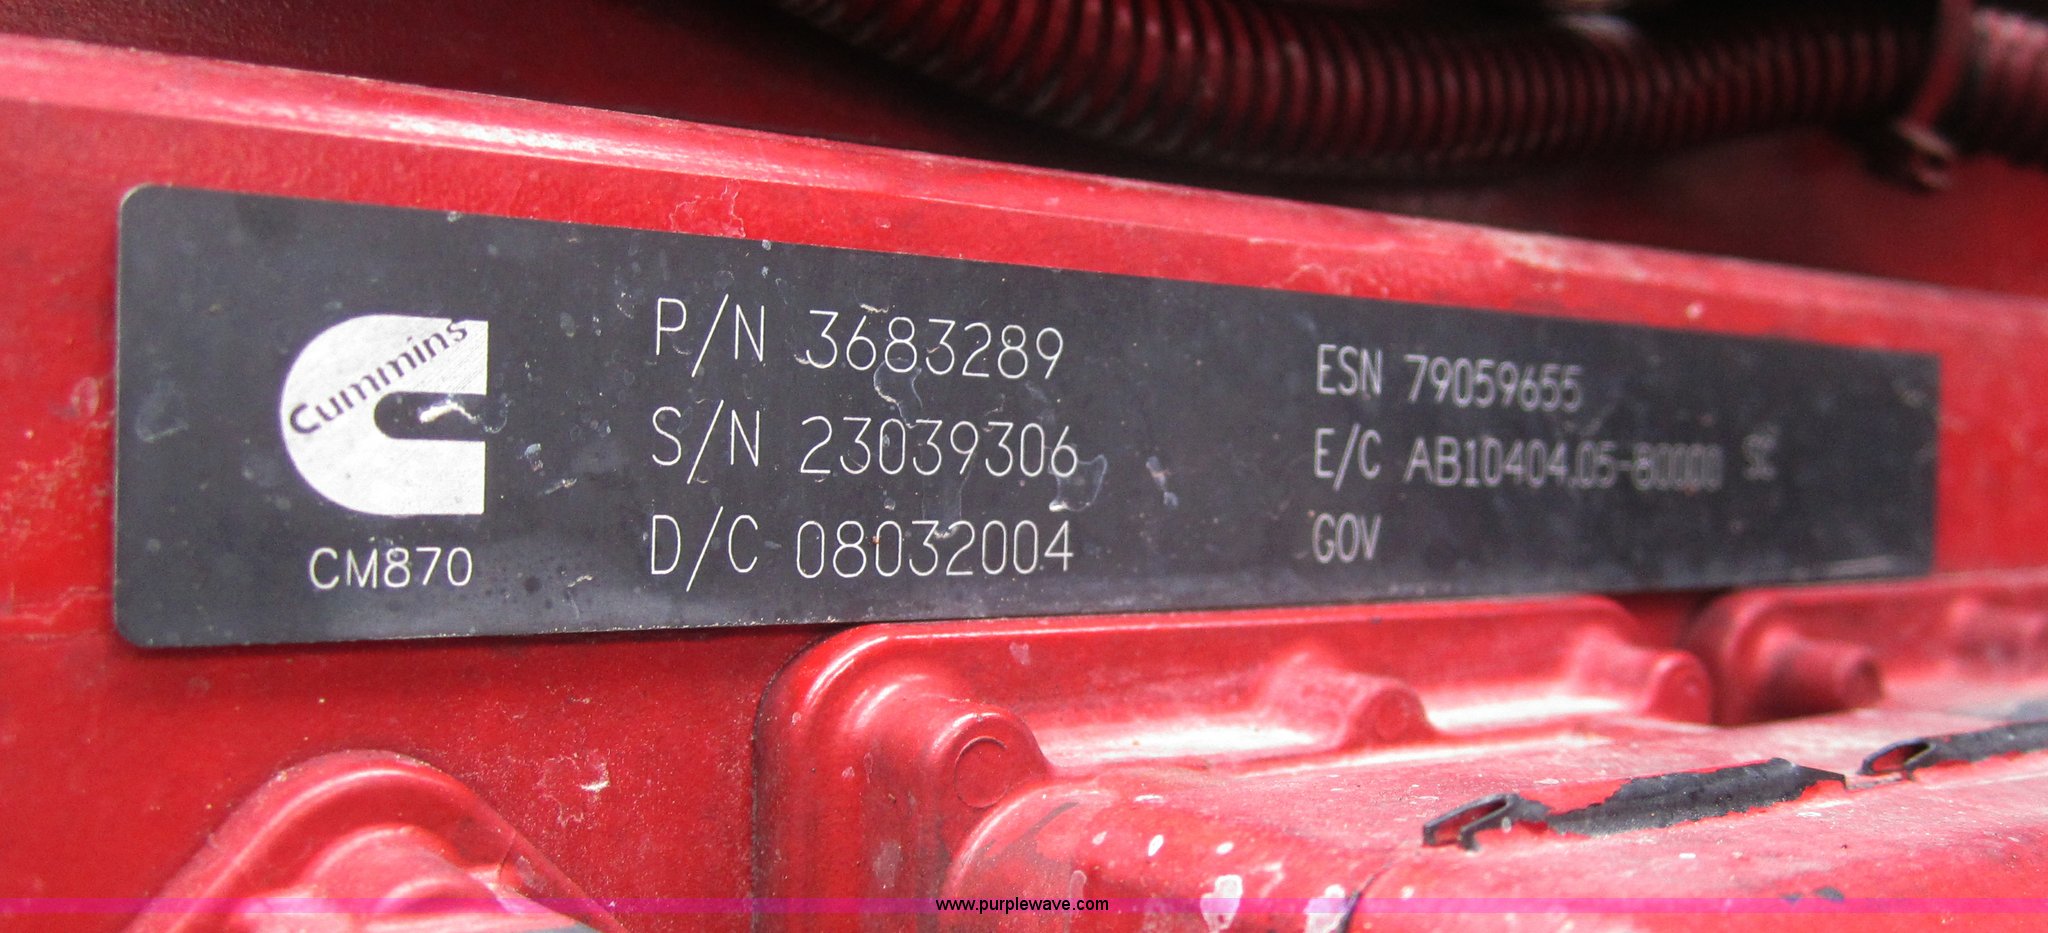 Cummins
CM870
P/N 3683289
S/N 23039306
D/C 08032004
ESN 79059655
E/C AB10404.05-80000
GOV
www.purplewave.com